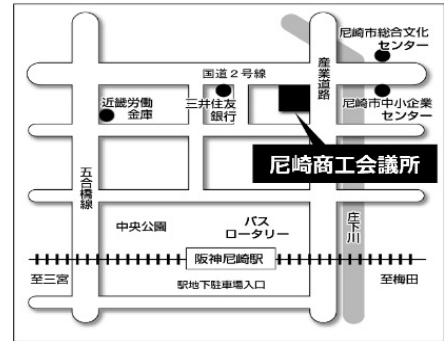 尼崎市総合文化
センター
国道2号線
産業道路
近畿労働
金庫
三井住友
銀行
尼崎市中小企業
センター
尼崎商工会議所
五合橋線
中央公園
バス
ロータリー
庄下川
阪神尼崎駅
至三宮
至梅田
駅地下駐車場入口